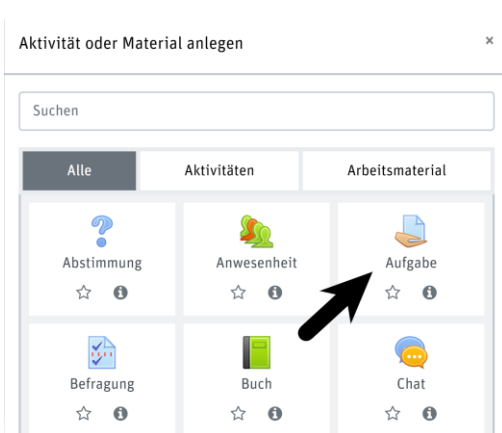 Aktivität oder Material anlegen ×
Suchen
Alle Aktivitäten Arbeitsmaterial
Abstimmung Anwesenheit Aufgabe
Befragung Buch Chat